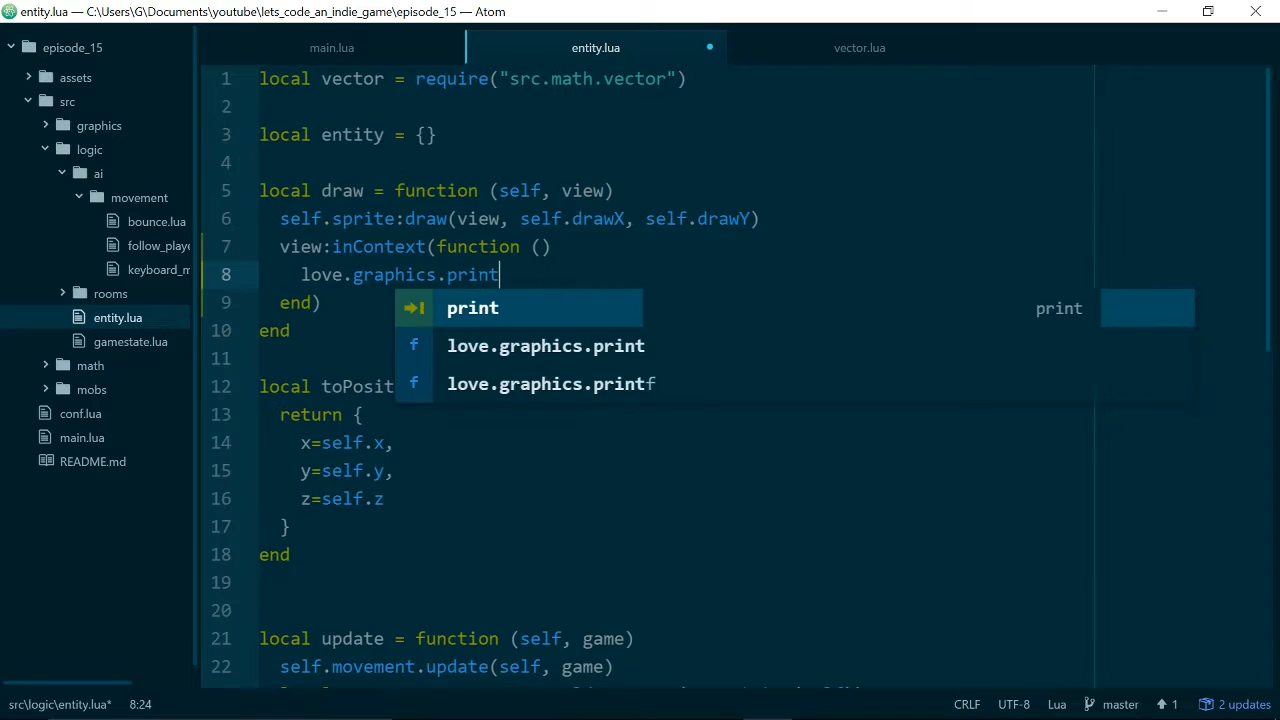 entity.lua — C:\Users\G\Documents\youtube\lets_code_an_indie_game\episode_15 — Atom
episode_15
assets
src
graphics
logic
ai
movement
bounce.lua
follow_playe
keyboard_m
rooms
entity.lua
gamestate.lua
math
mobs
conf.lua
main.lua
README.md
main.lua
entity.lua
vector.lua
1 local vector = require("src.math.vector")
2
3 local entity = {}
4
5 local draw = function (self, view)
6 self.sprite:draw(view, self.drawX, self.drawY)
7 view:inContext(function ()
8 love.graphics.print
9 end)
10 end
11
12 local toPosit
13 return {
14 x=self.x,
15 y=self.y,
16 z=self.z
17 }
18 end
19
20
21 local update = function (self, game)
22 self.movement.update(self, game)
print print
f love.graphics.print
f love.graphics.printf
src\logic\entity.lua* 8:24
CRLF UTF-8 Lua master 1 2 updates